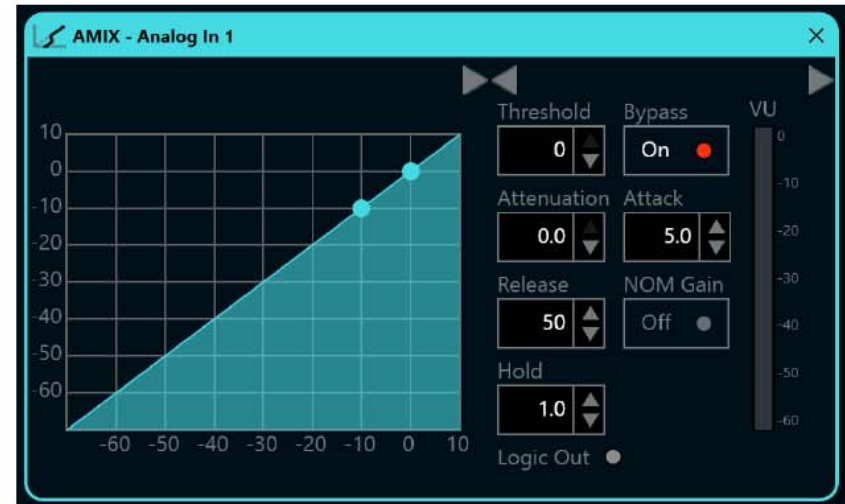 AMIX - Analog In 1
10
0
-10
-20
-30
-40
-50
-60
-60 -50 -40 -30 -20 -10 0 10
Threshold Bypass
0 On
Attenuation Attack
0.0 5.0
Release NOM Gain
50 Off
Hold
1.0
Logic Out
VU
0
-10
-20
-30
-40
-50
-60